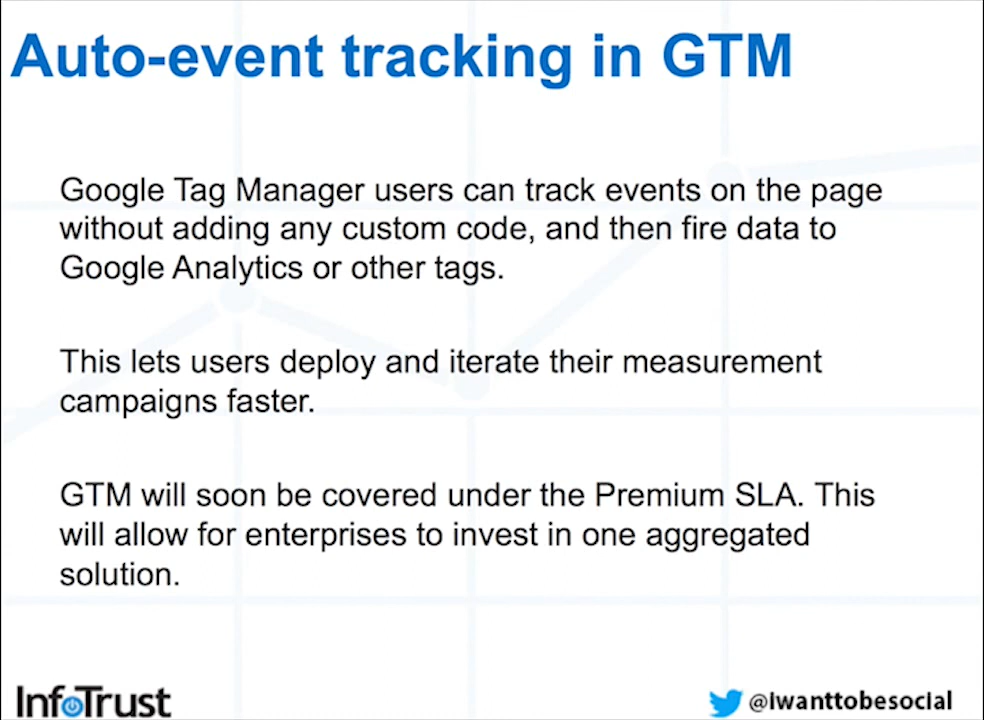 Auto-event tracking in GTM
Google Tag Manager users can track events on the page
without adding any custom code, and then fire data to
Google Analytics or other tags.
This lets users deploy and iterate their measurement
campaigns faster.
GTM will soon be covered under the Premium SLA. This
will allow for enterprises to invest in one aggregated
solution.
InfoTrust
@iwanttobesocial